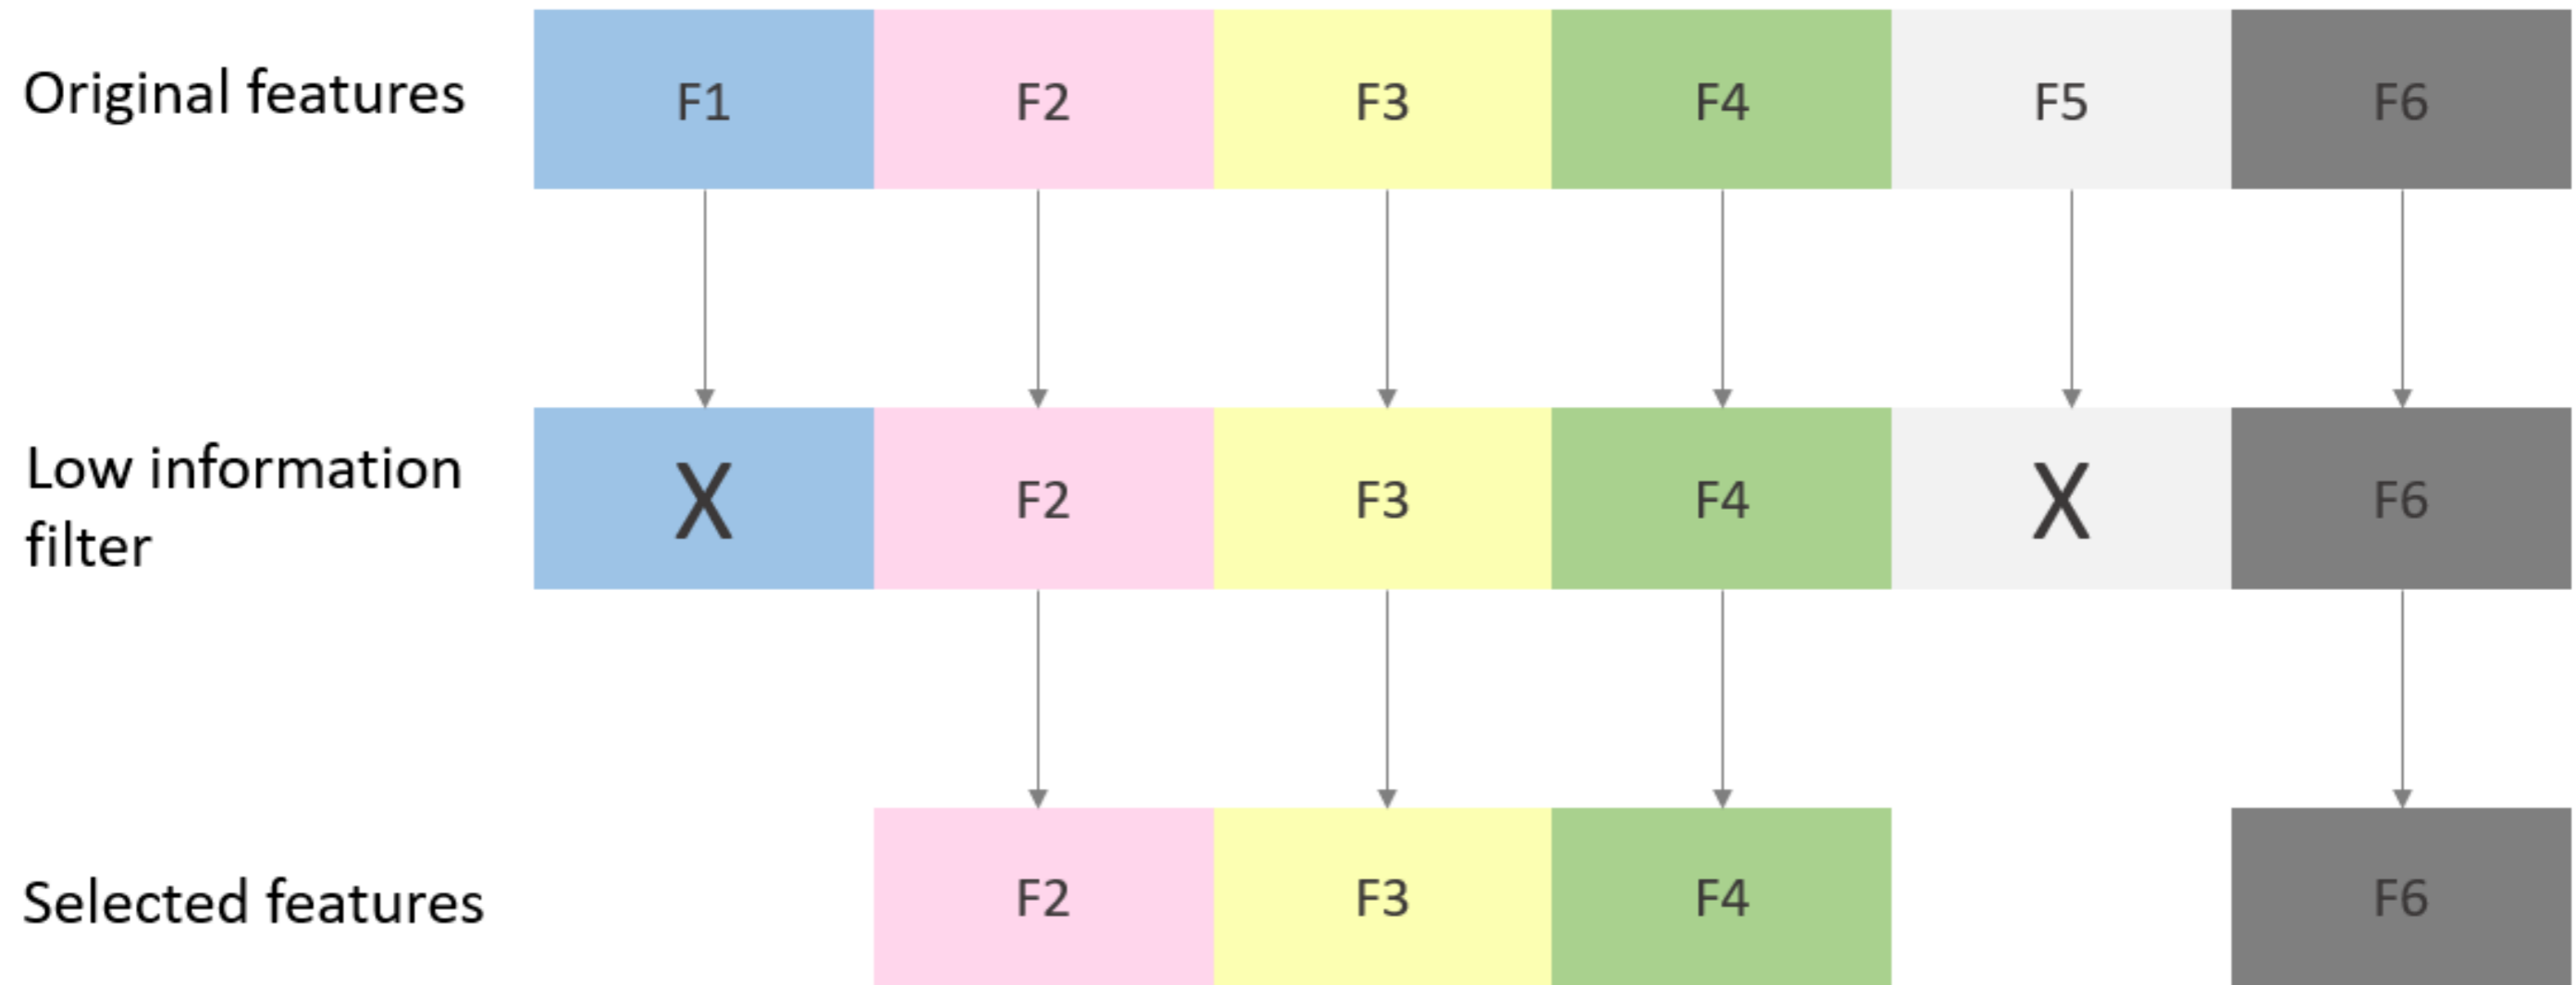 Original features
F1 F2 F3 F4 F5 F6
Low information
filter
X F2 F3 F4 X F6
Selected features
F2 F3 F4 F6